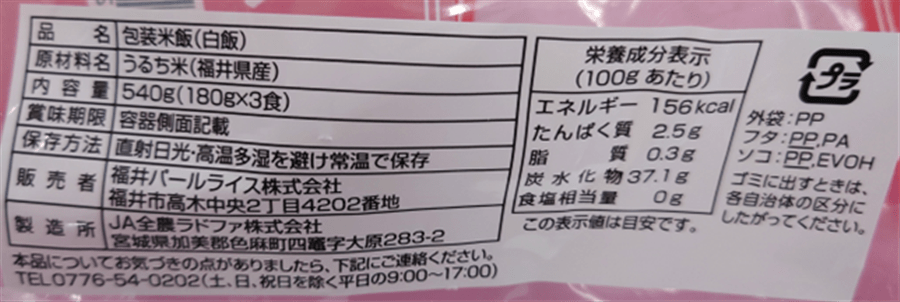 品名 包装米飯(白飯)
原材料名 うるち米(福井県産)
内容量 540g(180g×3食)
賞味期限 容器側面記載
保存方法 直射日光・高温多湿を避け常温で保存
販売者 福井パールライス株式会社
福井市高木中央2丁目4202番地
製造所 JA全農ラドファ株式会社
宮城県加美郡色麻町四竈字大原283-2
本品についてお気づきの点がありましたら、下記にご連絡ください。
TEL0776-54-0202(土、日、祝日を除く平日の9:00~17:00)
栄養成分表示
(100gあたり)
エネルギー 156kcal
たんぱく質 2.5g
脂質 0.3g
炭水化物 37.1g
食塩相当量 0g
この表示値は目安です。
プラ
外袋:PP
フタ:PP,PA
ソコ:PP,EVOH
ゴミに出すときは、
各自治体の区分に
したがってください。